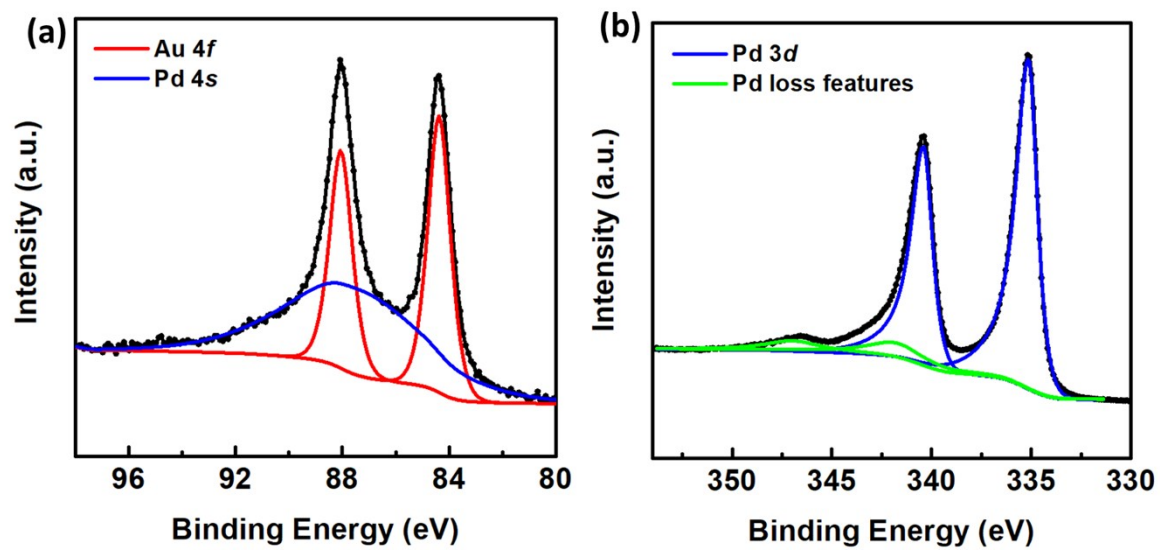 (a)
Au 4f
Pd 4s
Intensity (a.u.)
96 92 88 84 80
Binding Energy (eV)
(b)
Pd 3d
Pd loss features
Intensity (a.u.)
350 345 340 335 330
Binding Energy (eV)